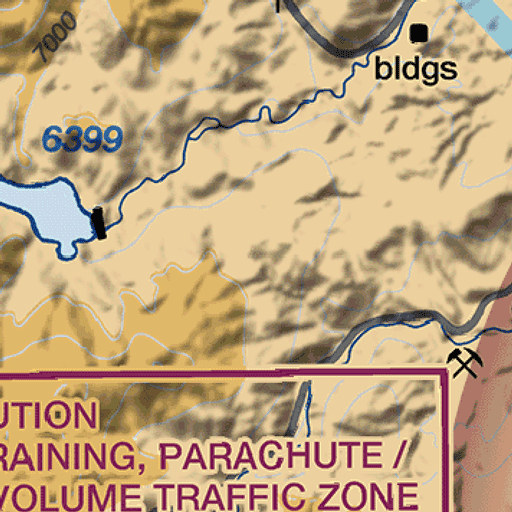 7000
bldgs
6399
UTION
RAINING, PARACHUTE /
VOLUME TRAFFIC ZONE